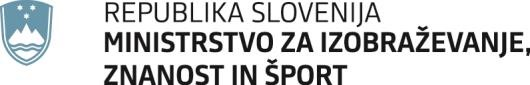 REPUBLIKA SLOVENIJA
MINISTRSTVO ZA IZOBRAŽEVANJE,
ZNANOST IN ŠPORT